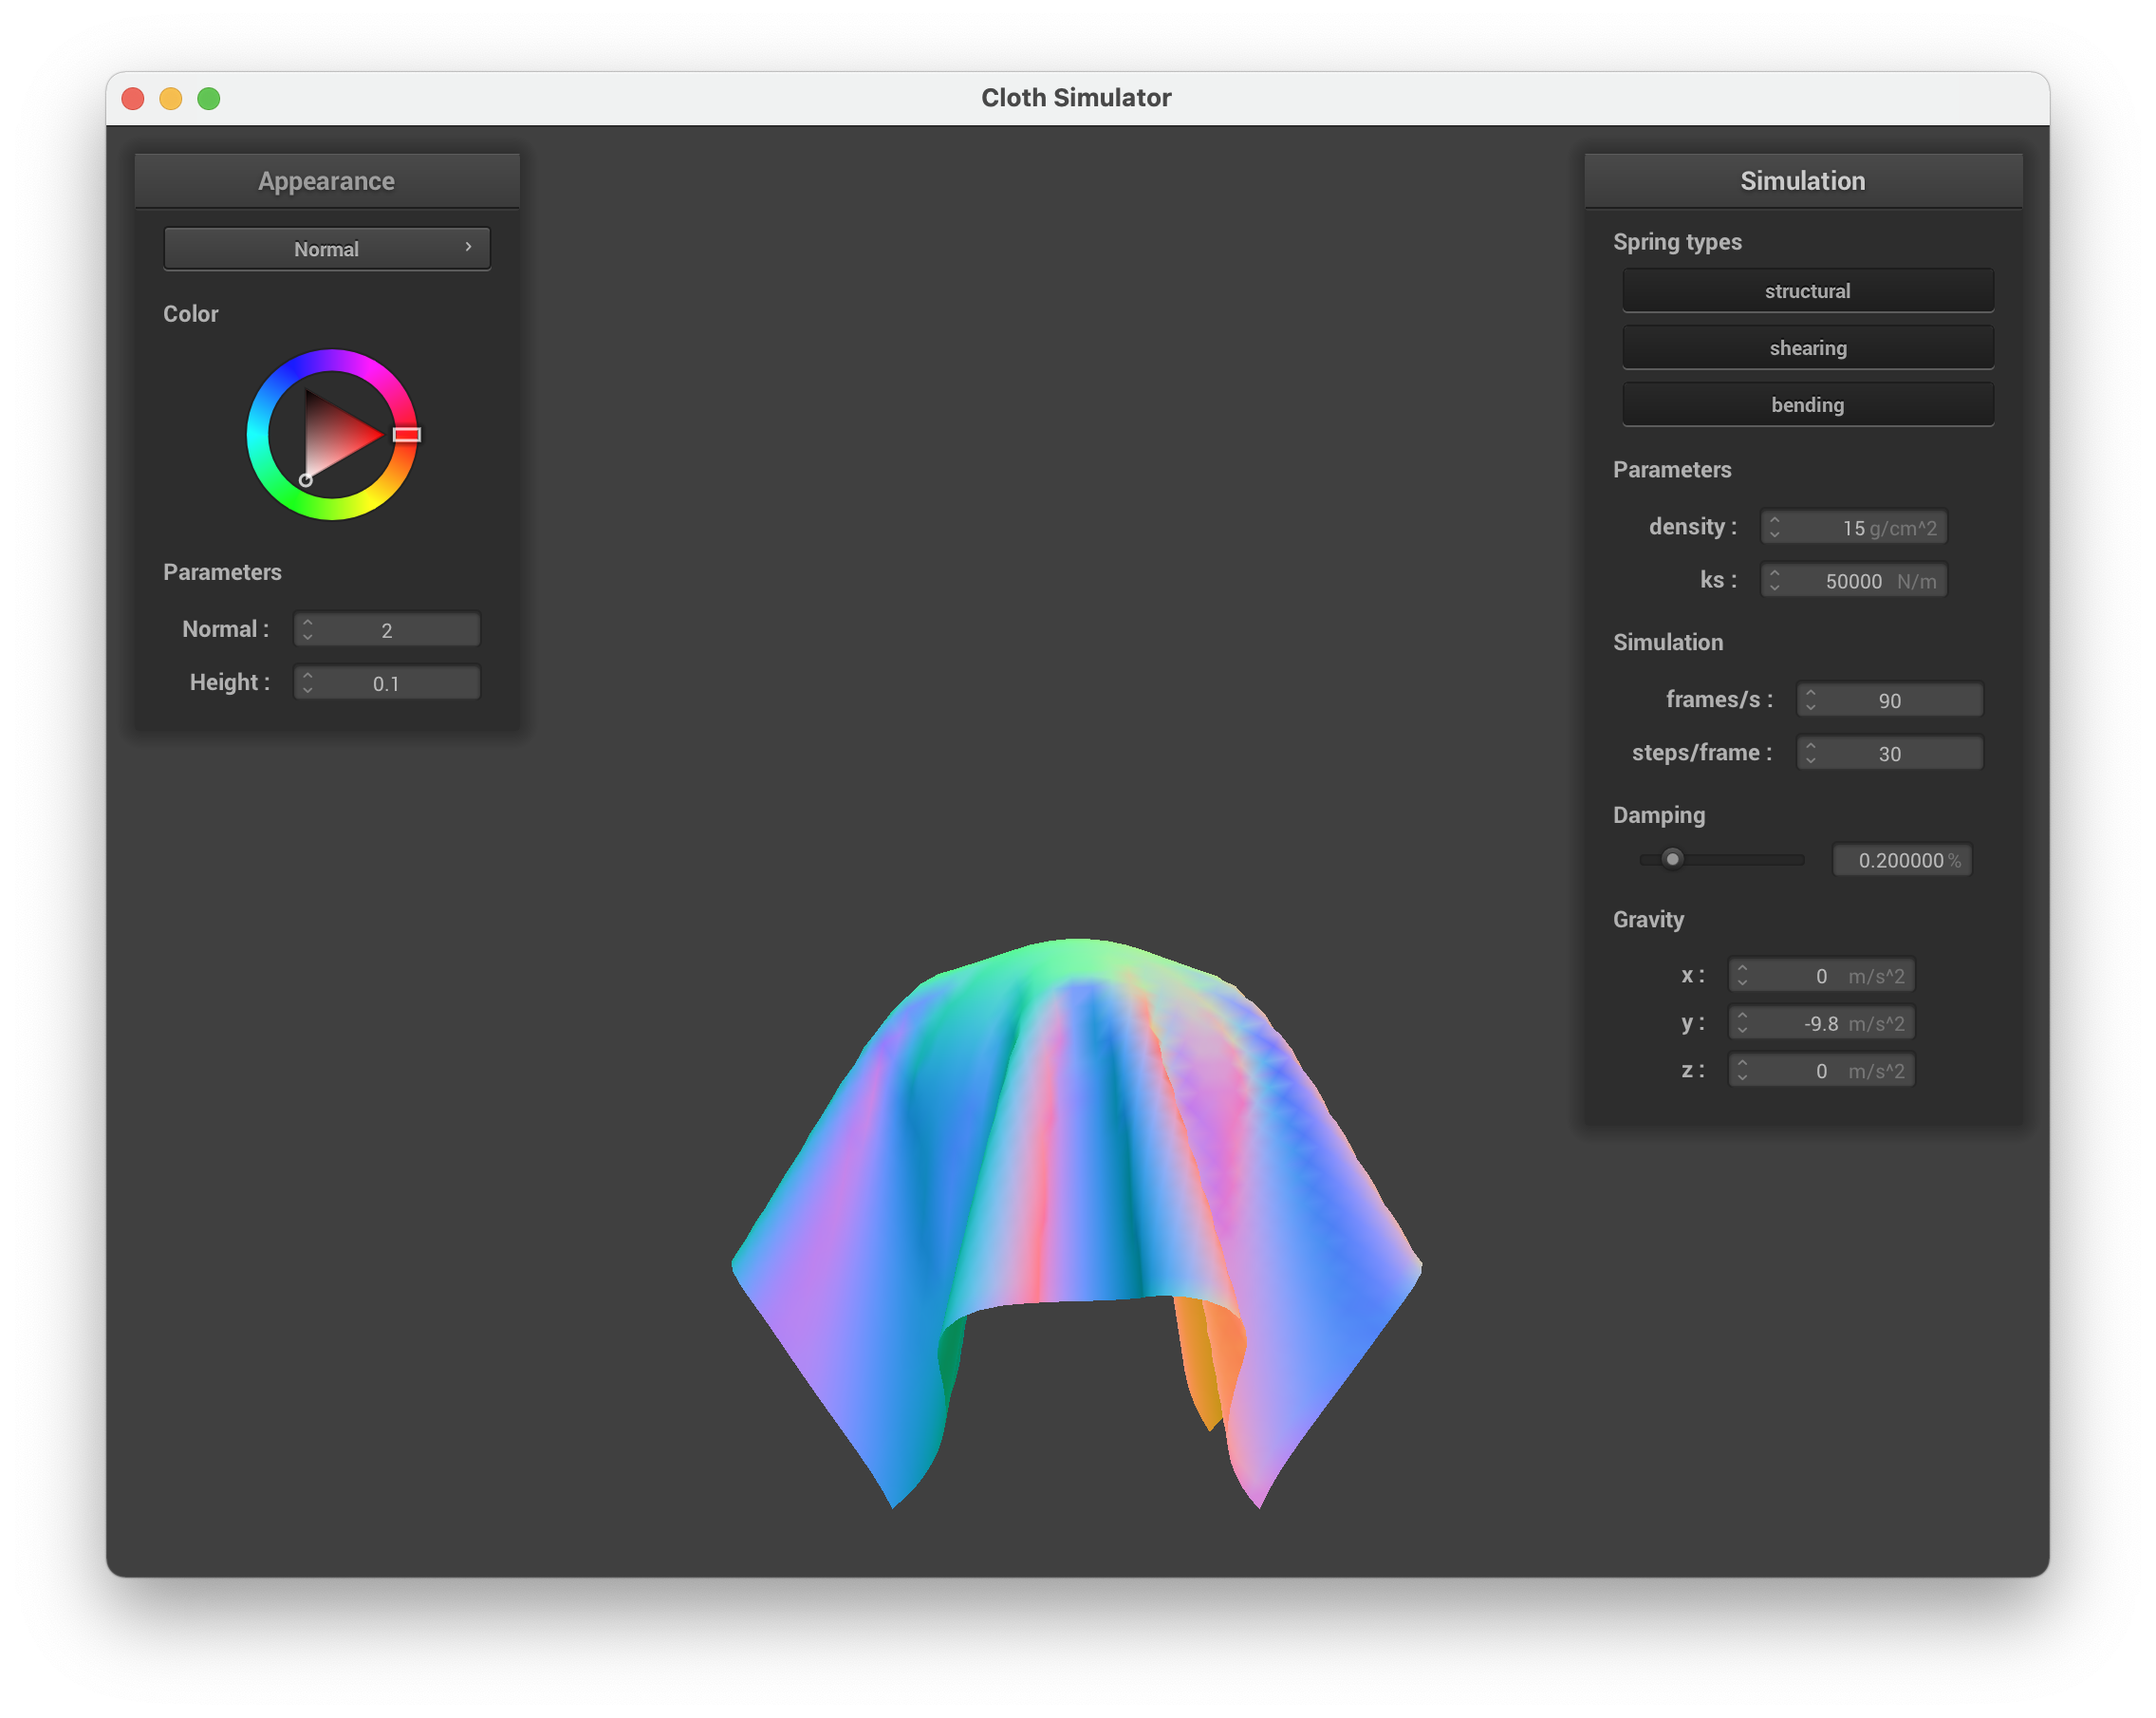 Cloth Simulator
Appearance
Normal
Color
Parameters
Normal : 2
Height : 0.1
Simulation
Spring types
structural
shearing
bending
Parameters
density : 15 g/cm^2
ks : 50000 N/m
Simulation
frames/s : 90
steps/frame : 30
Damping
0.200000 %
Gravity
x : 0 m/s^2
y : -9.8 m/s^2
z : 0 m/s^2